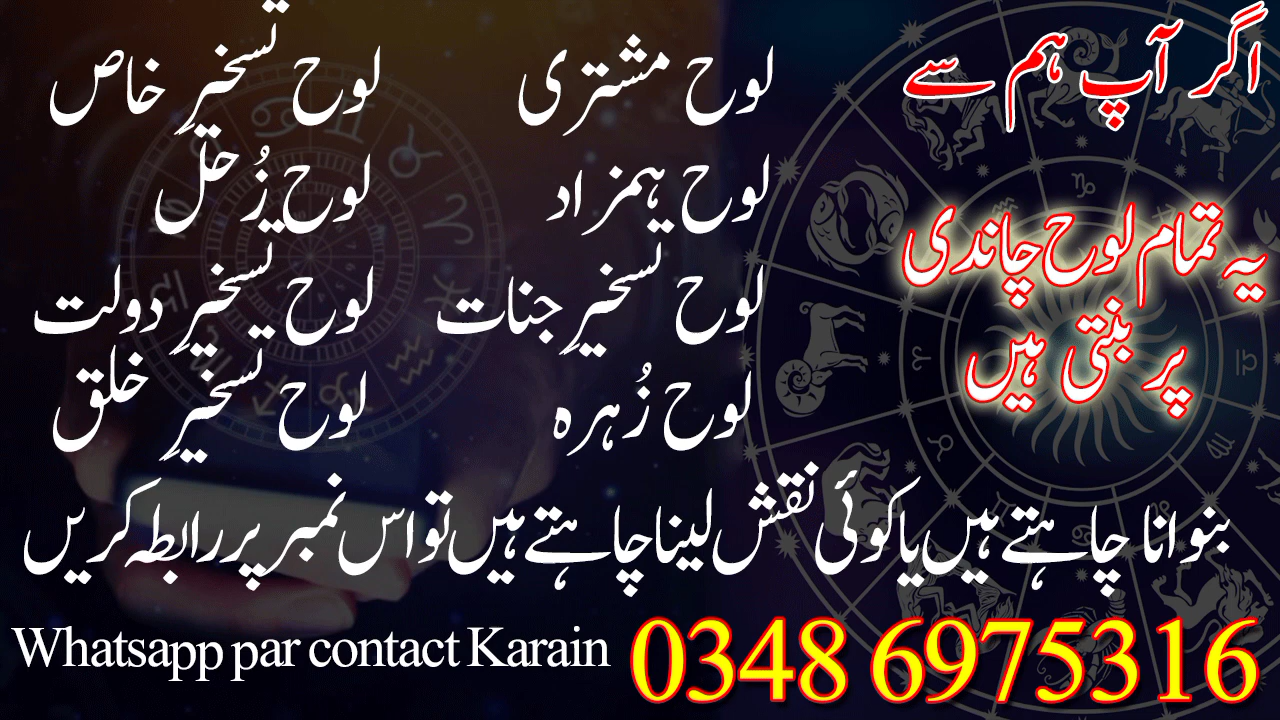 اگر آپ ہم سے
لوح مشتری
لوح تسخیرِ خاص
لوح ہمزاد
لوح زُحل
لوح تسخیرِ جنات
لوح تسخیرِ دولت
لوح زُہرہ
لوح تسخیرِ خلق
یہ تمام لوح چاندی
پر بنتی ہیں
بنوانا چاہتے ہیں یا کوئی نقش لینا چاہتے ہیں تو اس نمبر پر رابطہ کریں
Whatsapp par contact Karain 0348 6975316